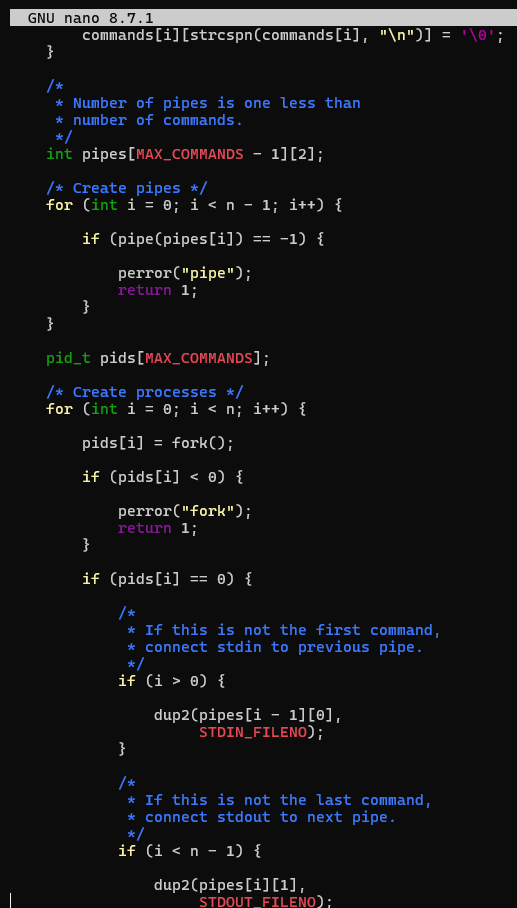 GNU nano 8.7.1
        commands[i][strcspn(commands[i], "\n")] = '\0';
    }

    /*
     * Number of pipes is one less than
     * number of commands.
     */
    int pipes[MAX_COMMANDS - 1][2];

    /* Create pipes */
    for (int i = 0; i < n - 1; i++) {

        if (pipe(pipes[i]) == -1) {

            perror("pipe");
            return 1;
        }
    }

    pid_t pids[MAX_COMMANDS];

    /* Create processes */
    for (int i = 0; i < n; i++) {

        pids[i] = fork();

        if (pids[i] < 0) {

            perror("fork");
            return 1;
        }

        if (pids[i] == 0) {

            /*
             * If this is not the first command,
             * connect stdin to previous pipe.
             */
            if (i > 0) {

                dup2(pipes[i - 1][0],
                     STDIN_FILENO);
            }

            /*
             * If this is not the last command,
             * connect stdout to next pipe.
             */
            if (i < n - 1) {

                dup2(pipes[i][1],
                     STDOUT_FILENO);